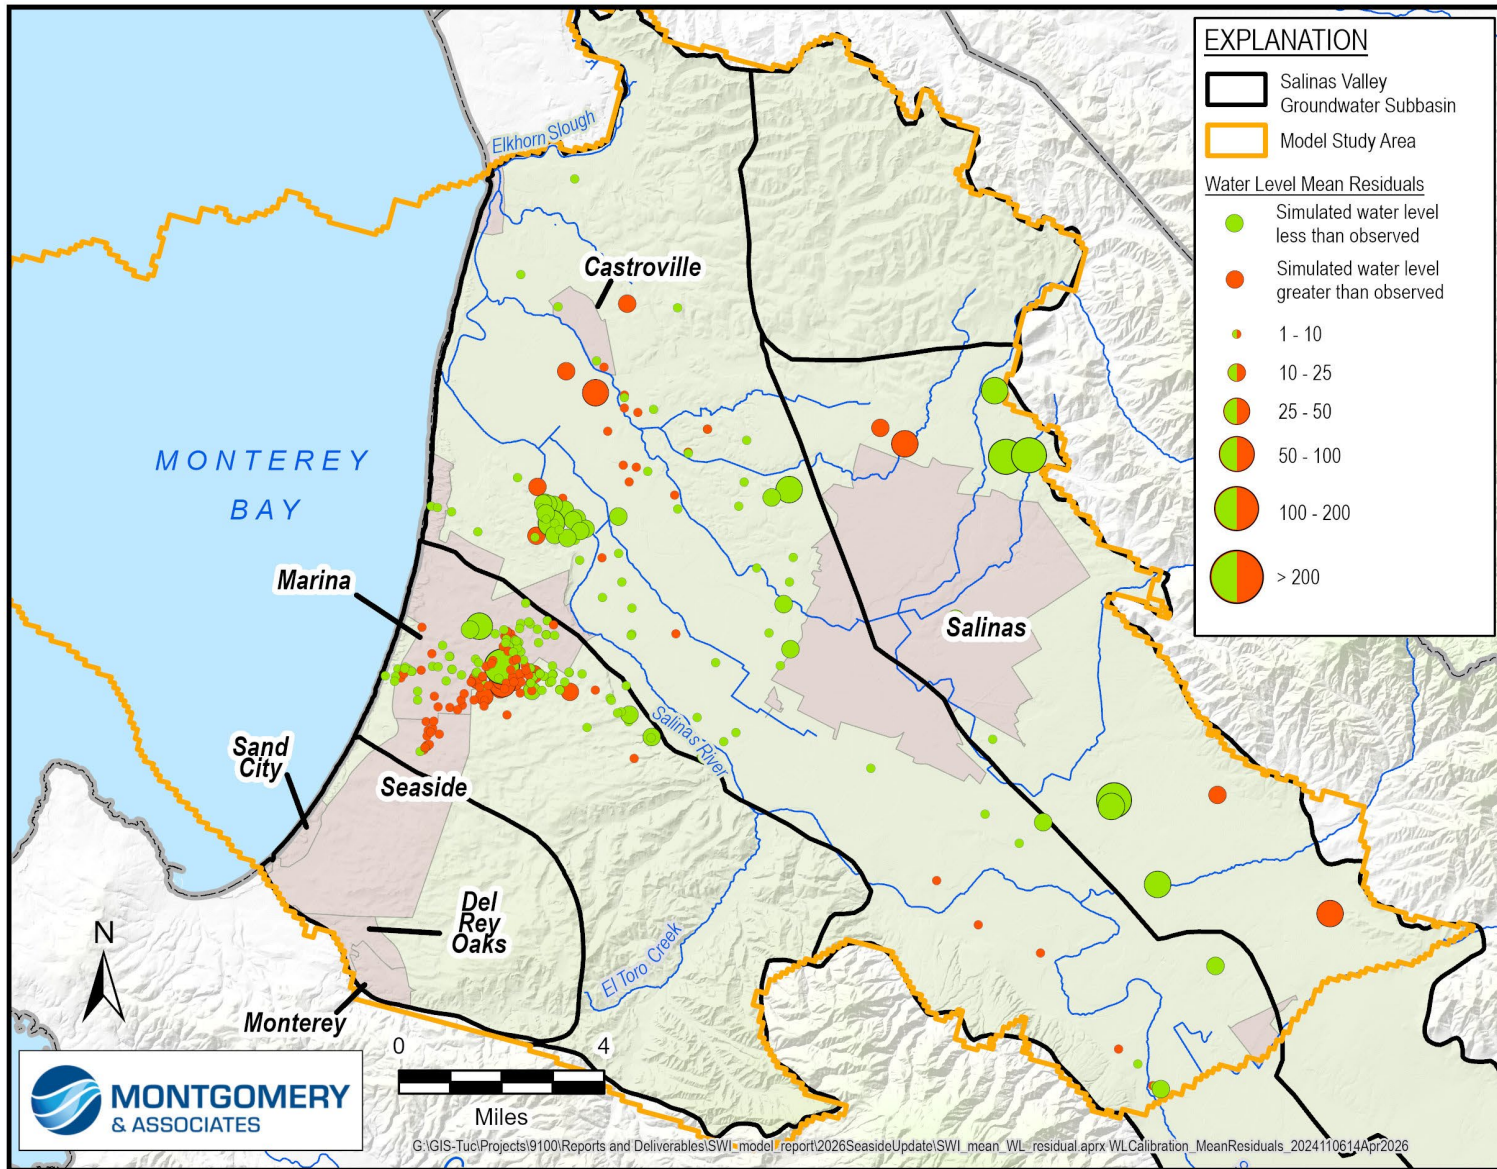 EXPLANATION
Salinas Valley
Groundwater Subbasin
Model Study Area
Water Level Mean Residuals
Simulated water level
less than observed
Simulated water level
greater than observed
1 - 10
10 - 25
25 - 50
50 - 100
100 - 200
> 200
Elkhorn Slough
Castroville
MONTEREY
BAY
Marina
Salinas
Sand
City
Seaside
Salinas River
Del
Rey
Oaks
El Toro Creek
Monterey
N
0 4
Miles
MONTGOMERY
& ASSOCIATES
G:\GIS-Tuc\Projects\9100\Reports and Deliverables\SWI_model_report\2026SeasideUpdate\SWI_mean_WL_residual.aprx WLCalibration_MeanResiduals_2024110614Apr2026